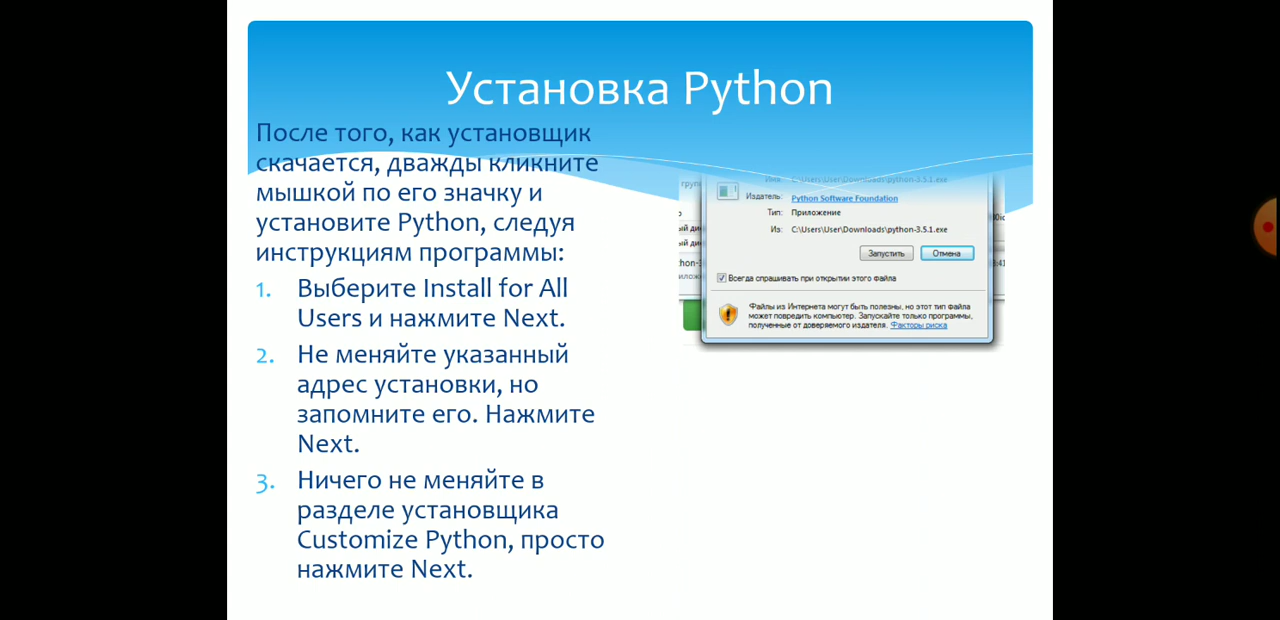 Установка Python
После того, как установщик
скачается, дважды кликните
мышкой по его значку и
установите Python, следуя
инструкциям программы:
1. Выберите Install for All
Users и нажмите Next.
2. Не меняйте указанный
адрес установки, но
запомните его. Нажмите
Next.
3. Ничего не меняйте в
разделе установщика
Customize Python, просто
нажмите Next.
Имя: C:\Users\User\Downloads\python-3.5.1.exe
Издатель: Python Software Foundation
Тип: Приложение
Из: C:\Users\User\Downloads\python-3.5.1.exe
Запустить Отмена
Всегда спрашивать при открытии этого файла
Файлы из Интернета могут быть полезны, но этот тип файла
может повредить компьютер. Запускайте только программы,
полученные от доверяемого издателя. Факторы риска